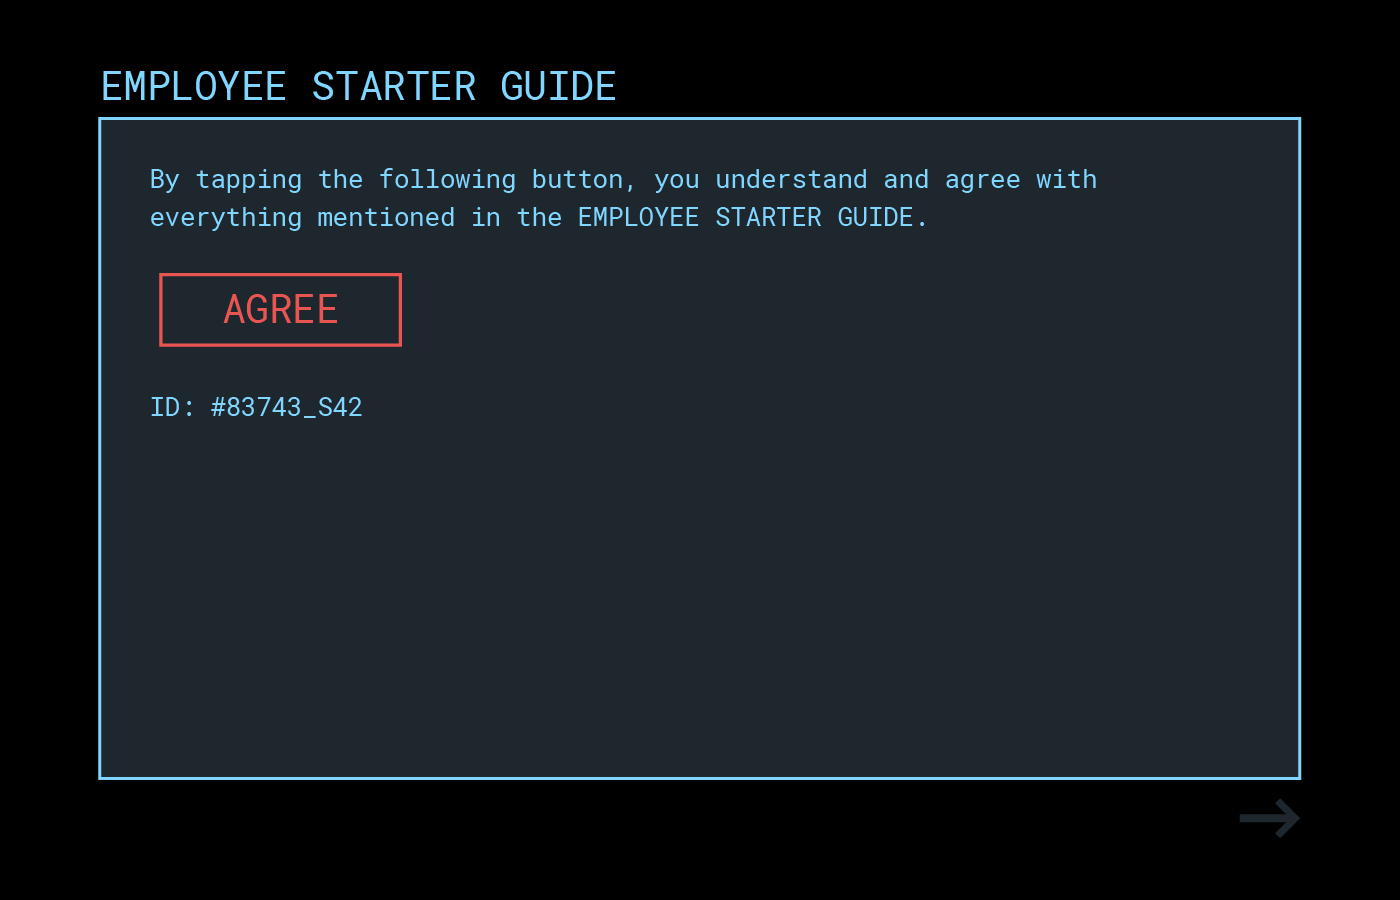 EMPLOYEE STARTER GUIDE
By tapping the following button, you understand and agree with
everything mentioned in the EMPLOYEE STARTER GUIDE.
AGREE
ID: #83743_S42